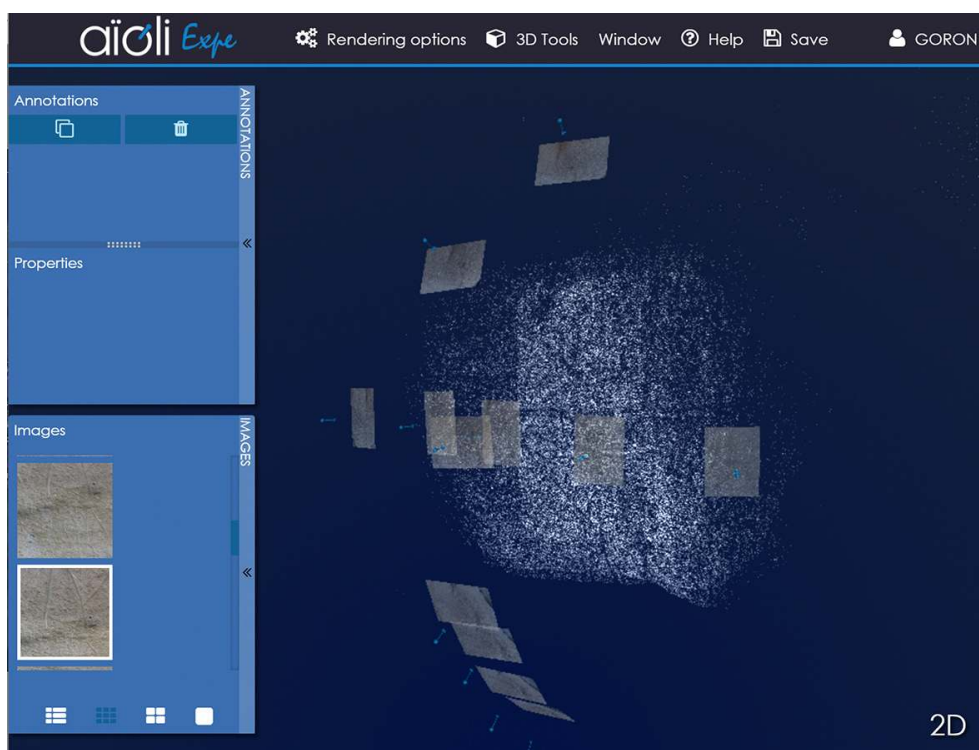 aïoli Expe
Rendering options 3D Tools Window Help Save GORON
Annotations
ANNOTATIONS
Properties
Images
IMAGES
2D